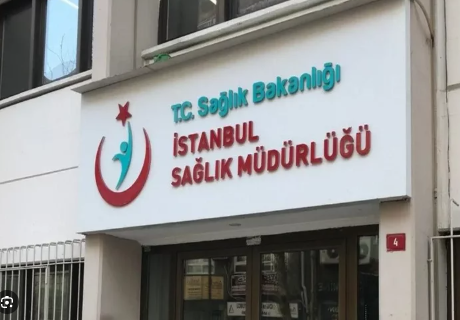 T.C. Sağlık Bakanlığı
İSTANBUL
SAĞLIK MÜDÜRLÜĞÜ
4